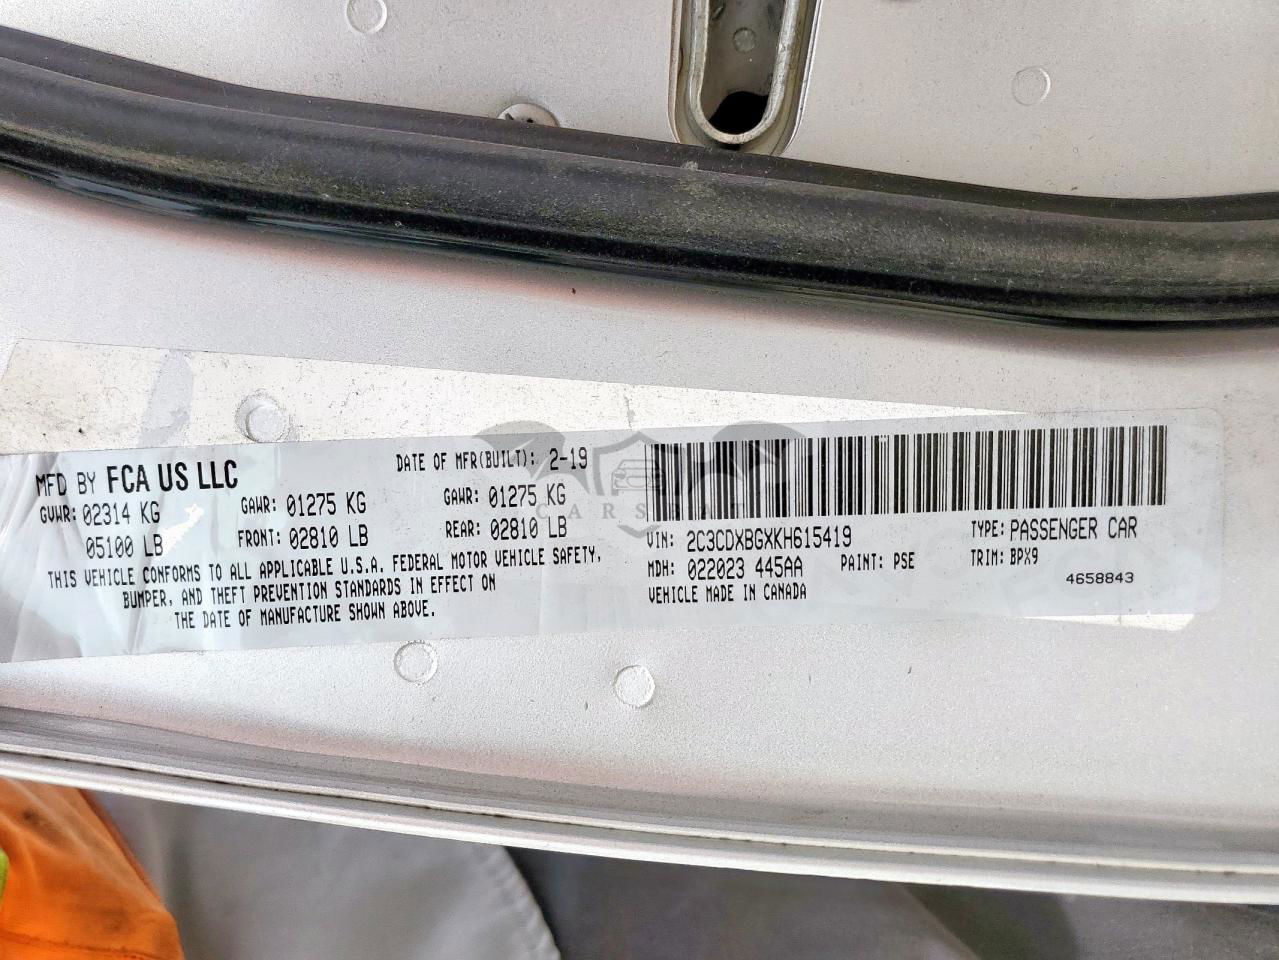 MFD BY FCA US LLC DATE OF MFR(BUILT): 2-19
GVWR: 02314 KG GAWR: 01275 KG GAWR: 01275 KG
05100 LB FRONT: 02810 LB REAR: 02810 LB
THIS VEHICLE CONFORMS TO ALL APPLICABLE U.S.A. FEDERAL MOTOR VEHICLE SAFETY,
BUMPER, AND THEFT PREVENTION STANDARDS IN EFFECT ON
THE DATE OF MANUFACTURE SHOWN ABOVE.
VIN: 2C3CDXBGXKH615419 TYPE: PASSENGER CAR
MDH: 022023 445AA PAINT: PSE TRIM: BPX9
VEHICLE MADE IN CANADA 4658843